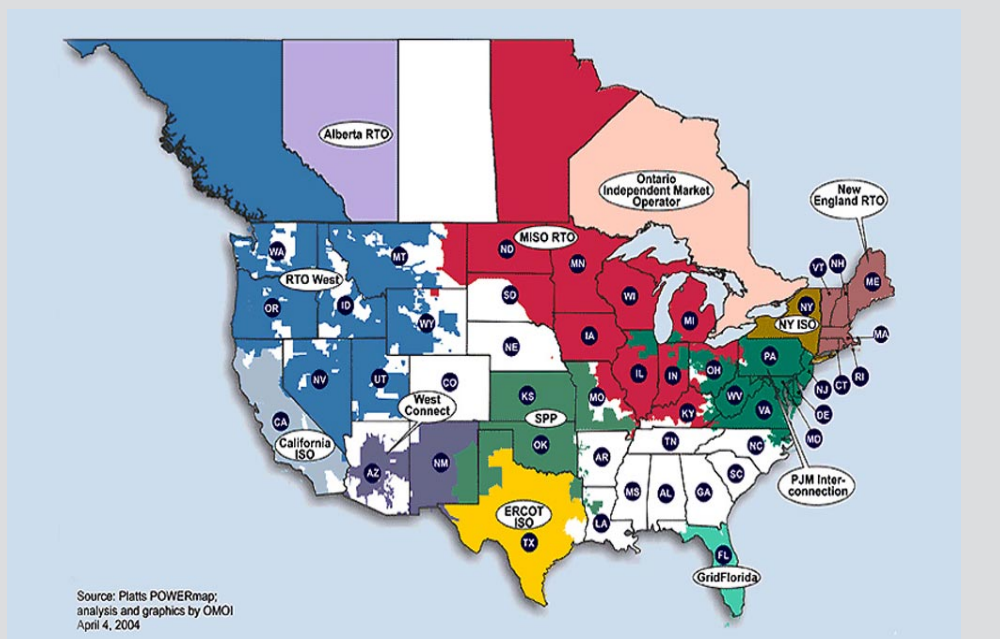 Alberta RTO
Ontario
Independent Market
Operator
New
England RTO
MISO RTO
RTO West
WA
MT
ND
MN
VT
NH
ME
OR
ID
WY
SD
WI
MI
NY
NY ISO
MA
NV
UT
CO
NE
IA
IL
IN
OH
PA
RI
CT
NJ
DE
MD
West
Connect
CA
California
ISO
KS
SPP
MO
KY
WV
VA
AZ
NM
OK
AR
TN
NC
SC
PJM Inter-
connection
ERCOT
ISO
TX
LA
MS
AL
GA
FL
GridFlorida
Source: Platts POWERmap;
analysis and graphics by OMOI
April 4, 2004